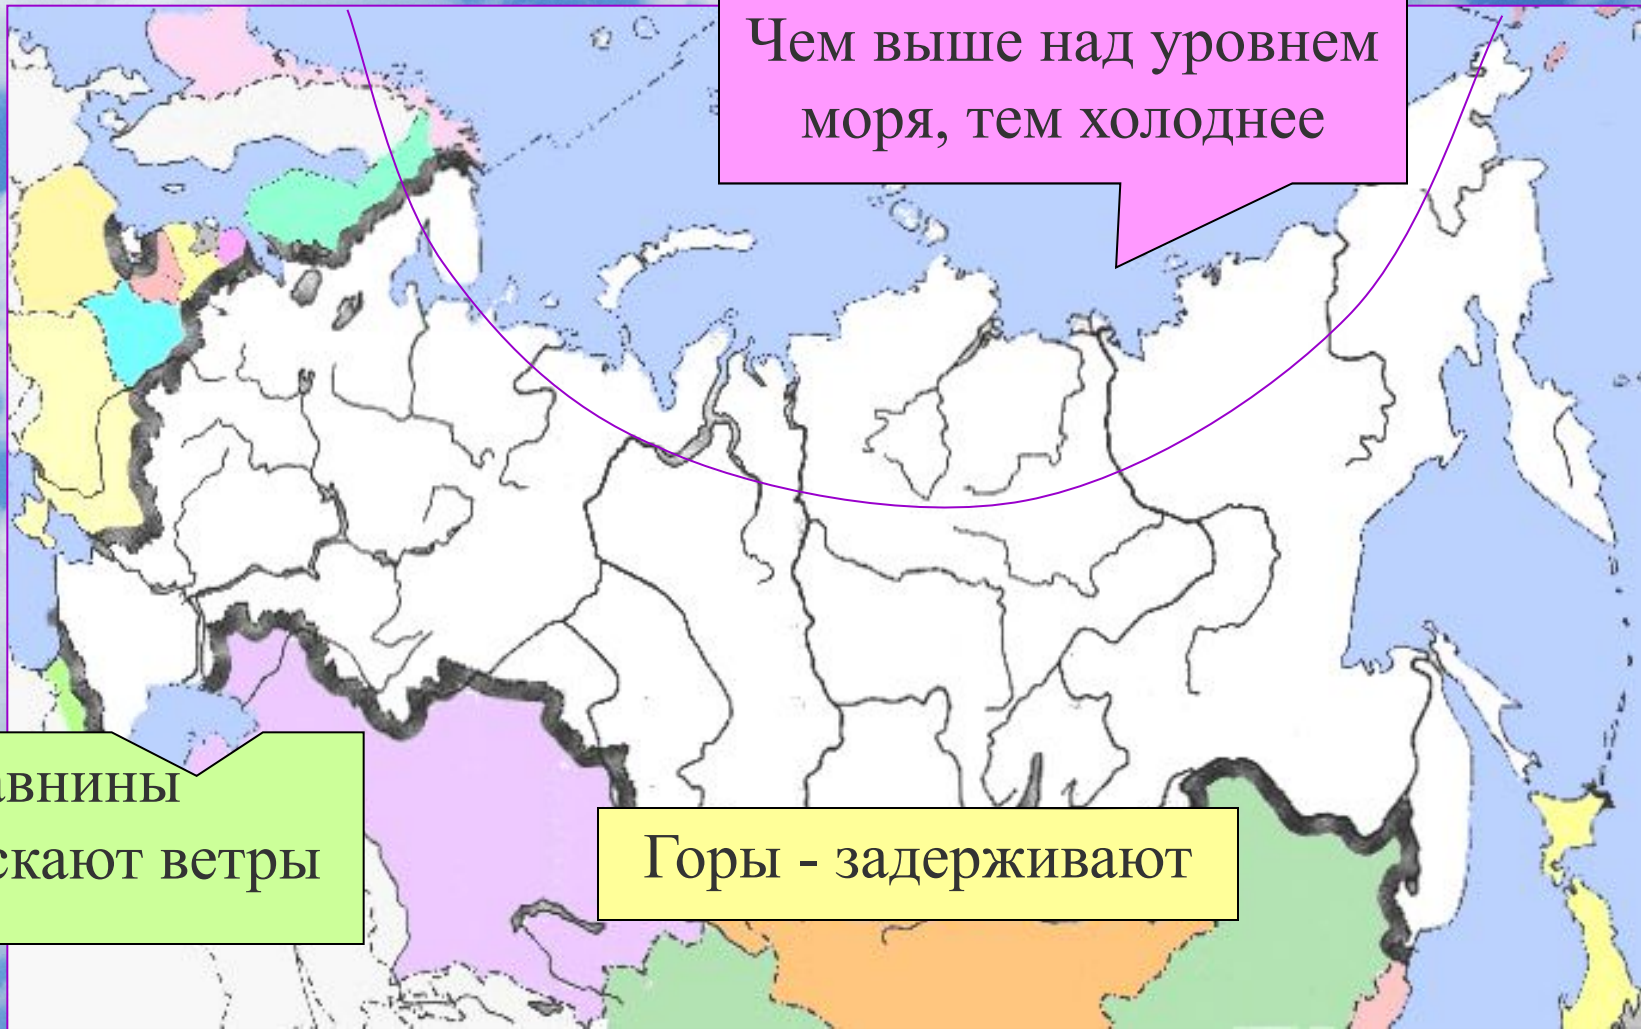 Чем выше над уровнем
моря, тем холоднее
авнины
скают ветры
Горы - задерживают